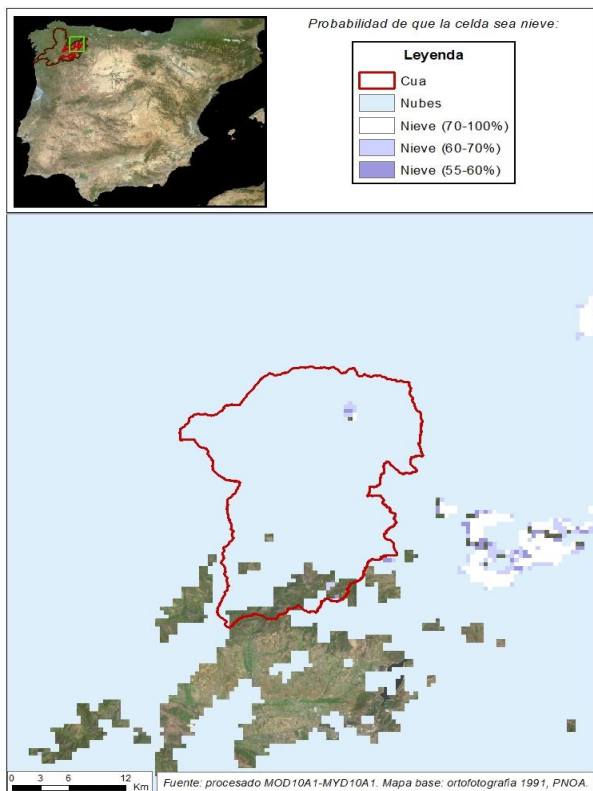 Probabilidad de que la celda sea nieve:
Leyenda
Cua
Nubes
Nieve (70-100%)
Nieve (60-70%)
Nieve (55-60%)
0 3 6 12
Km
Fuente: procesado MOD10A1-MYD10A1. Mapa base: ortofotografía 1991, PNOA.